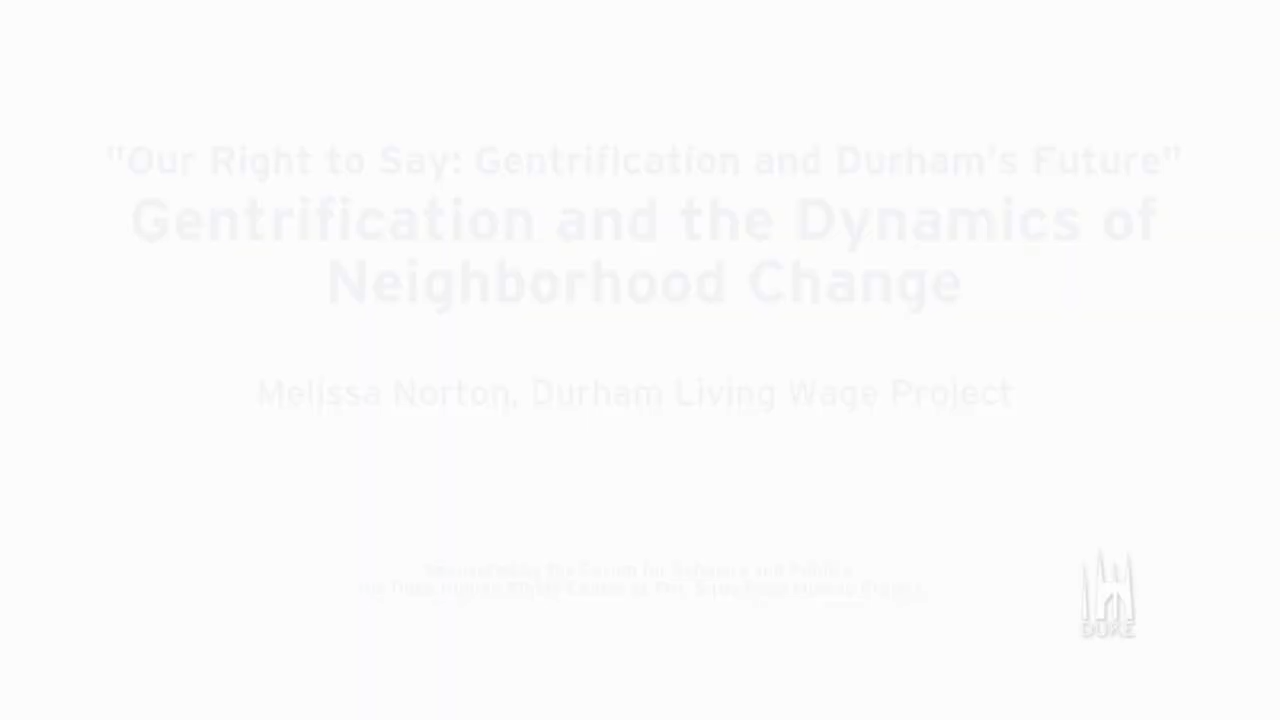 "Our Right to Say: Gentrification and Durham's Future"
Gentrification and the Dynamics of
Neighborhood Change
Melissa Norton, Durham Living Wage Project
DUKE